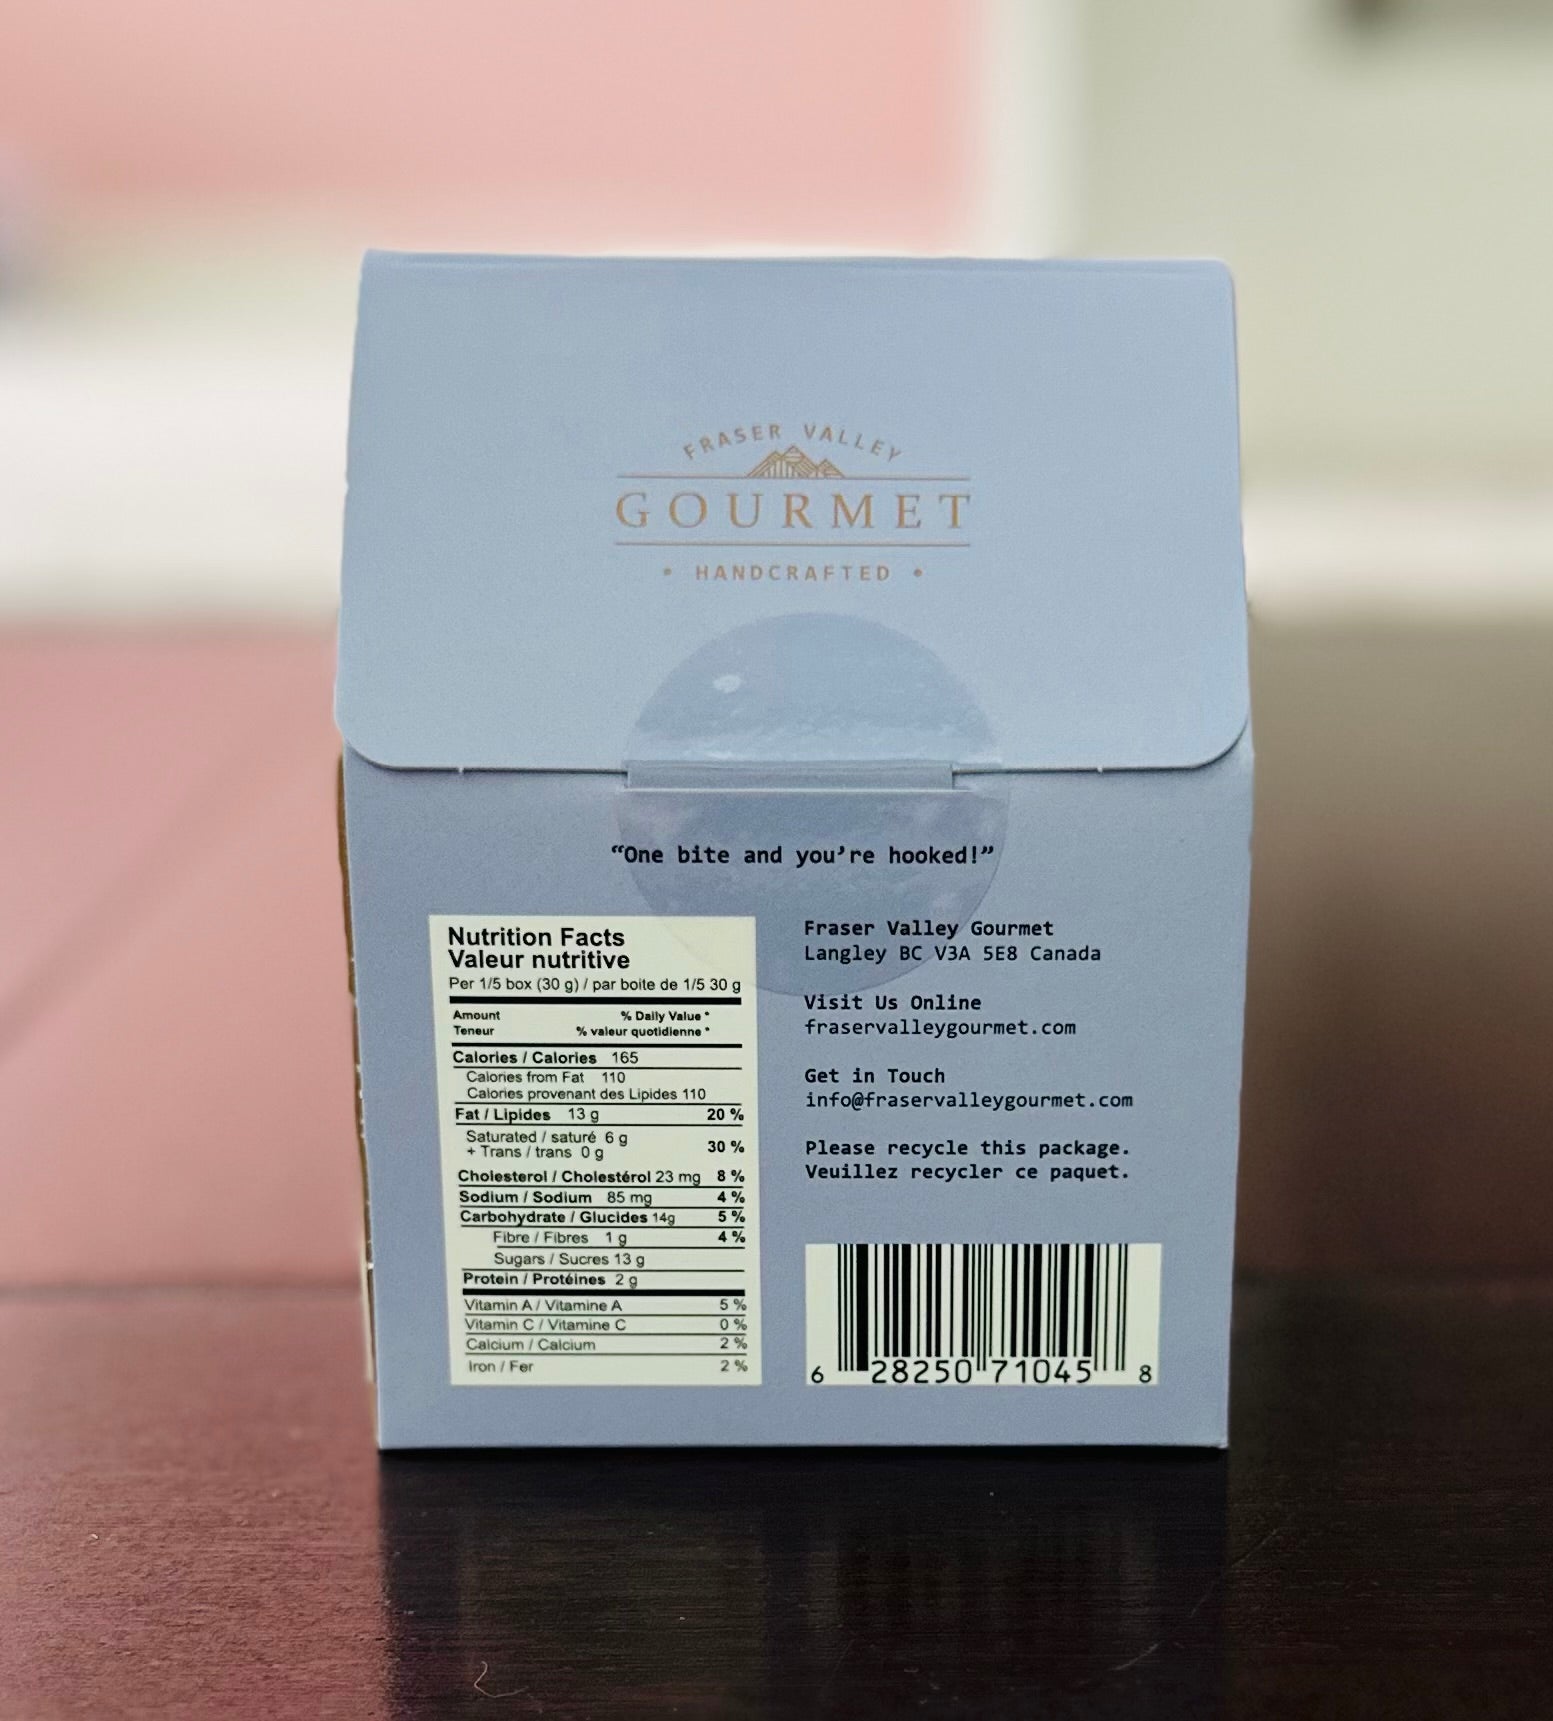 FRASER VALLEY
GOURMET
• HANDCRAFTED •
“One bite and you’re hooked!”
Nutrition Facts
Valeur nutritive
Per 1/5 box (30 g) / par boite de 1/5 30 g
Amount % Daily Value *
Teneur % valeur quotidienne *
Calories / Calories 165
Calories from Fat 110
Calories provenant des Lipides 110
Fat / Lipides 13 g 20 %
Saturated / saturé 6 g
+ Trans / trans 0 g 30 %
Cholesterol / Cholestérol 23 mg 8 %
Sodium / Sodium 85 mg 4 %
Carbohydrate / Glucides 14g 5 %
Fibre / Fibres 1 g 4 %
Sugars / Sucres 13 g
Protein / Protéines 2 g
Vitamin A / Vitamine A 5 %
Vitamin C / Vitamine C 0 %
Calcium / Calcium 2 %
Iron / Fer 2 %
Fraser Valley Gourmet
Langley BC V3A 5E8 Canada
Visit Us Online
fraservalleygourmet.com
Get in Touch
info@fraservalleygourmet.com
Please recycle this package.
Veuillez recycler ce paquet.
6 28250 71045 8